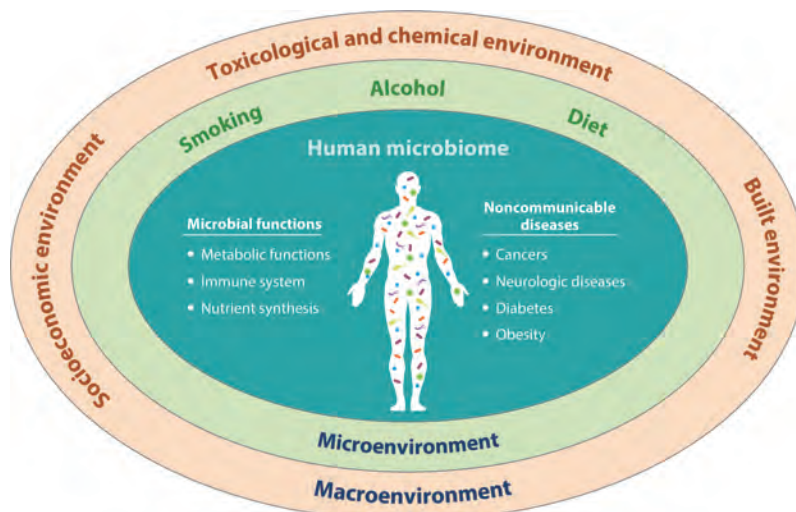 Toxicological and chemical environment
Alcohol
Smoking
Diet
Socioeconomic environment
Built environment
Human microbiome
Microbial functions
• Metabolic functions
• Immune system
• Nutrient synthesis
Noncommunicable
diseases
• Cancers
• Neurologic diseases
• Diabetes
• Obesity
Microenvironment
Macroenvironment